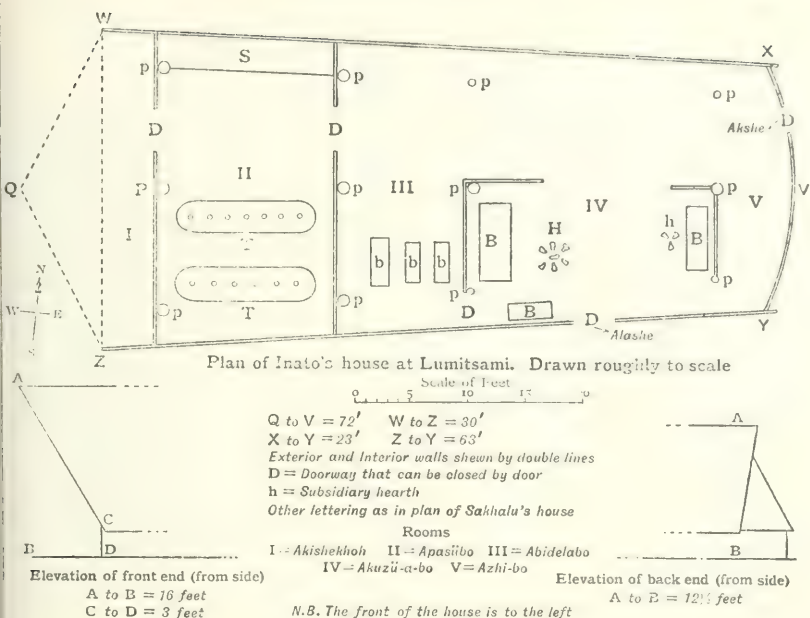 W
X
S
p p p p
D D D
Akshe
Q P p III p IV p V V
II
I
h
H
B B
b b b
T
T
p p p p
D B D
N
W E
S
Alashe
Z
Y
Plan of Inato's house at Lumitsami. Drawn roughly to scale
Scale of Feet
0 5 10 15 20
A
Q to V = 72' W to Z = 30'
X to Y = 23' Z to Y = 63'
Exterior and Interior walls shewn by double lines
D = Doorway that can be closed by door
h = Subsidiary hearth
Other lettering as in plan of Sakhalu's house
Rooms
I = Akishekhoh II = Apasübo III = Abidelabo
IV = Akuzü-a-bo V = Azhi-bo
C
B D
Elevation of front end (from side)
A to B = 16 feet
C to D = 3 feet
A
B
Elevation of back end (from side)
A to B = 12½ feet
N.B. The front of the house is to the left